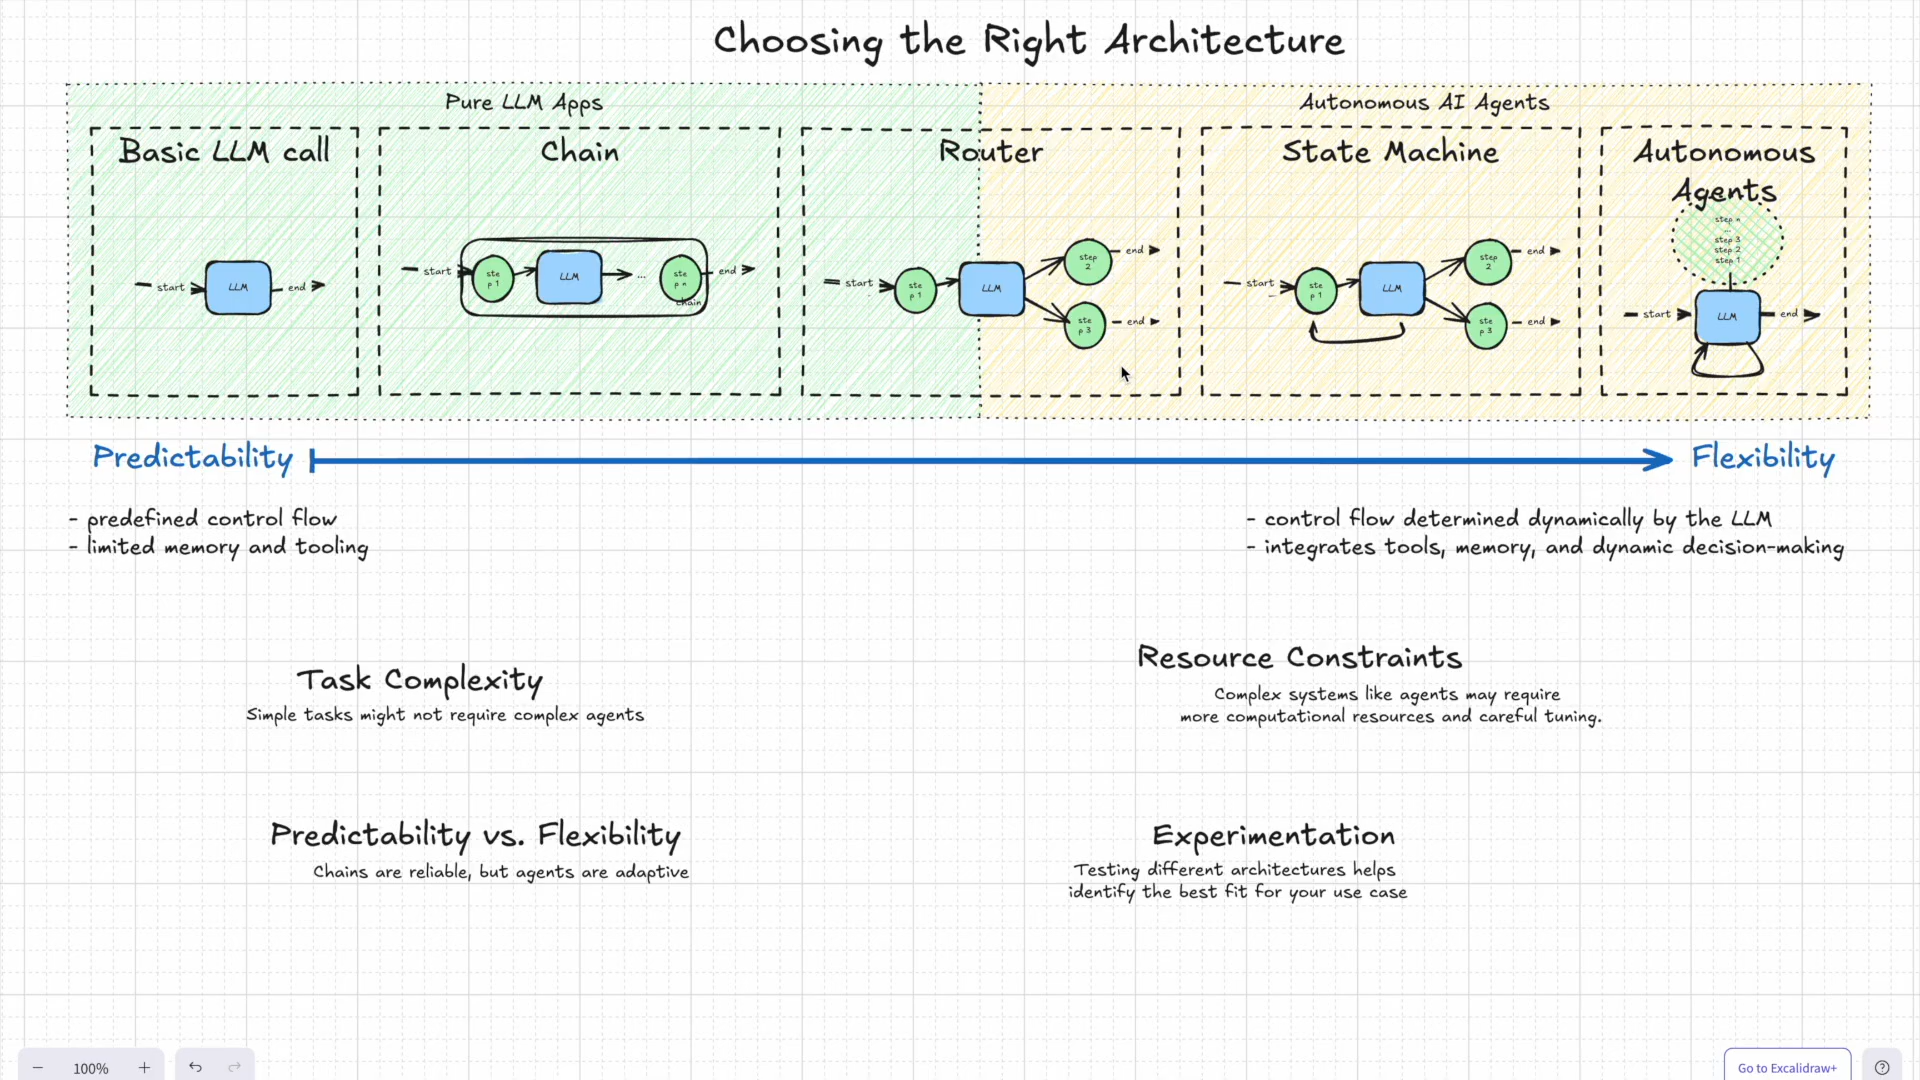 Choosing the Right Architecture
Pure LLM Apps
Autonomous AI Agents
Basic LLM call
start
LLM
end
Chain
start
ste
p 1
LLM
...
ste
p n
chain
end
Router
start
ste
p 1
LLM
step
2
end
ste
p 3
end
State Machine
start
ste
p 1
LLM
step
2
end
ste
p 3
end
Autonomous
Agents
step n
...
step 3
step 2
step 1
start
LLM
end
Predictability
Flexibility
- predefined control flow
- limited memory and tooling
- control flow determined dynamically by the LLM
- integrates tools, memory, and dynamic decision-making
Task Complexity
Simple tasks might not require complex agents
Resource Constraints
Complex systems like agents may require
more computational resources and careful tuning.
Predictability vs. Flexibility
Chains are reliable, but agents are adaptive
Experimentation
Testing different architectures helps
identify the best fit for your use case
100%
Go to Excalidraw+